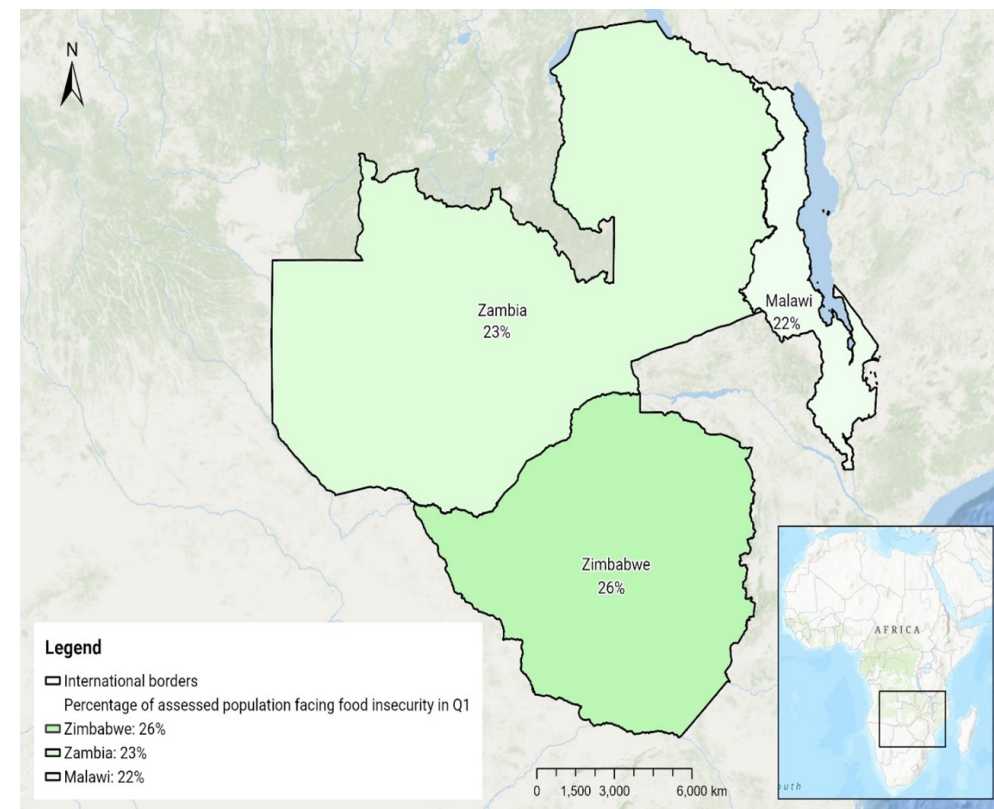 N
Zambia
23%
Malawi
22%
Zimbabwe
26%
Legend
International borders
Percentage of assessed population facing food insecurity in Q1
Zimbabwe: 26%
Zambia: 23%
Malawi: 22%
0 1,500 3,000 6,000 km
AFRICA
outh